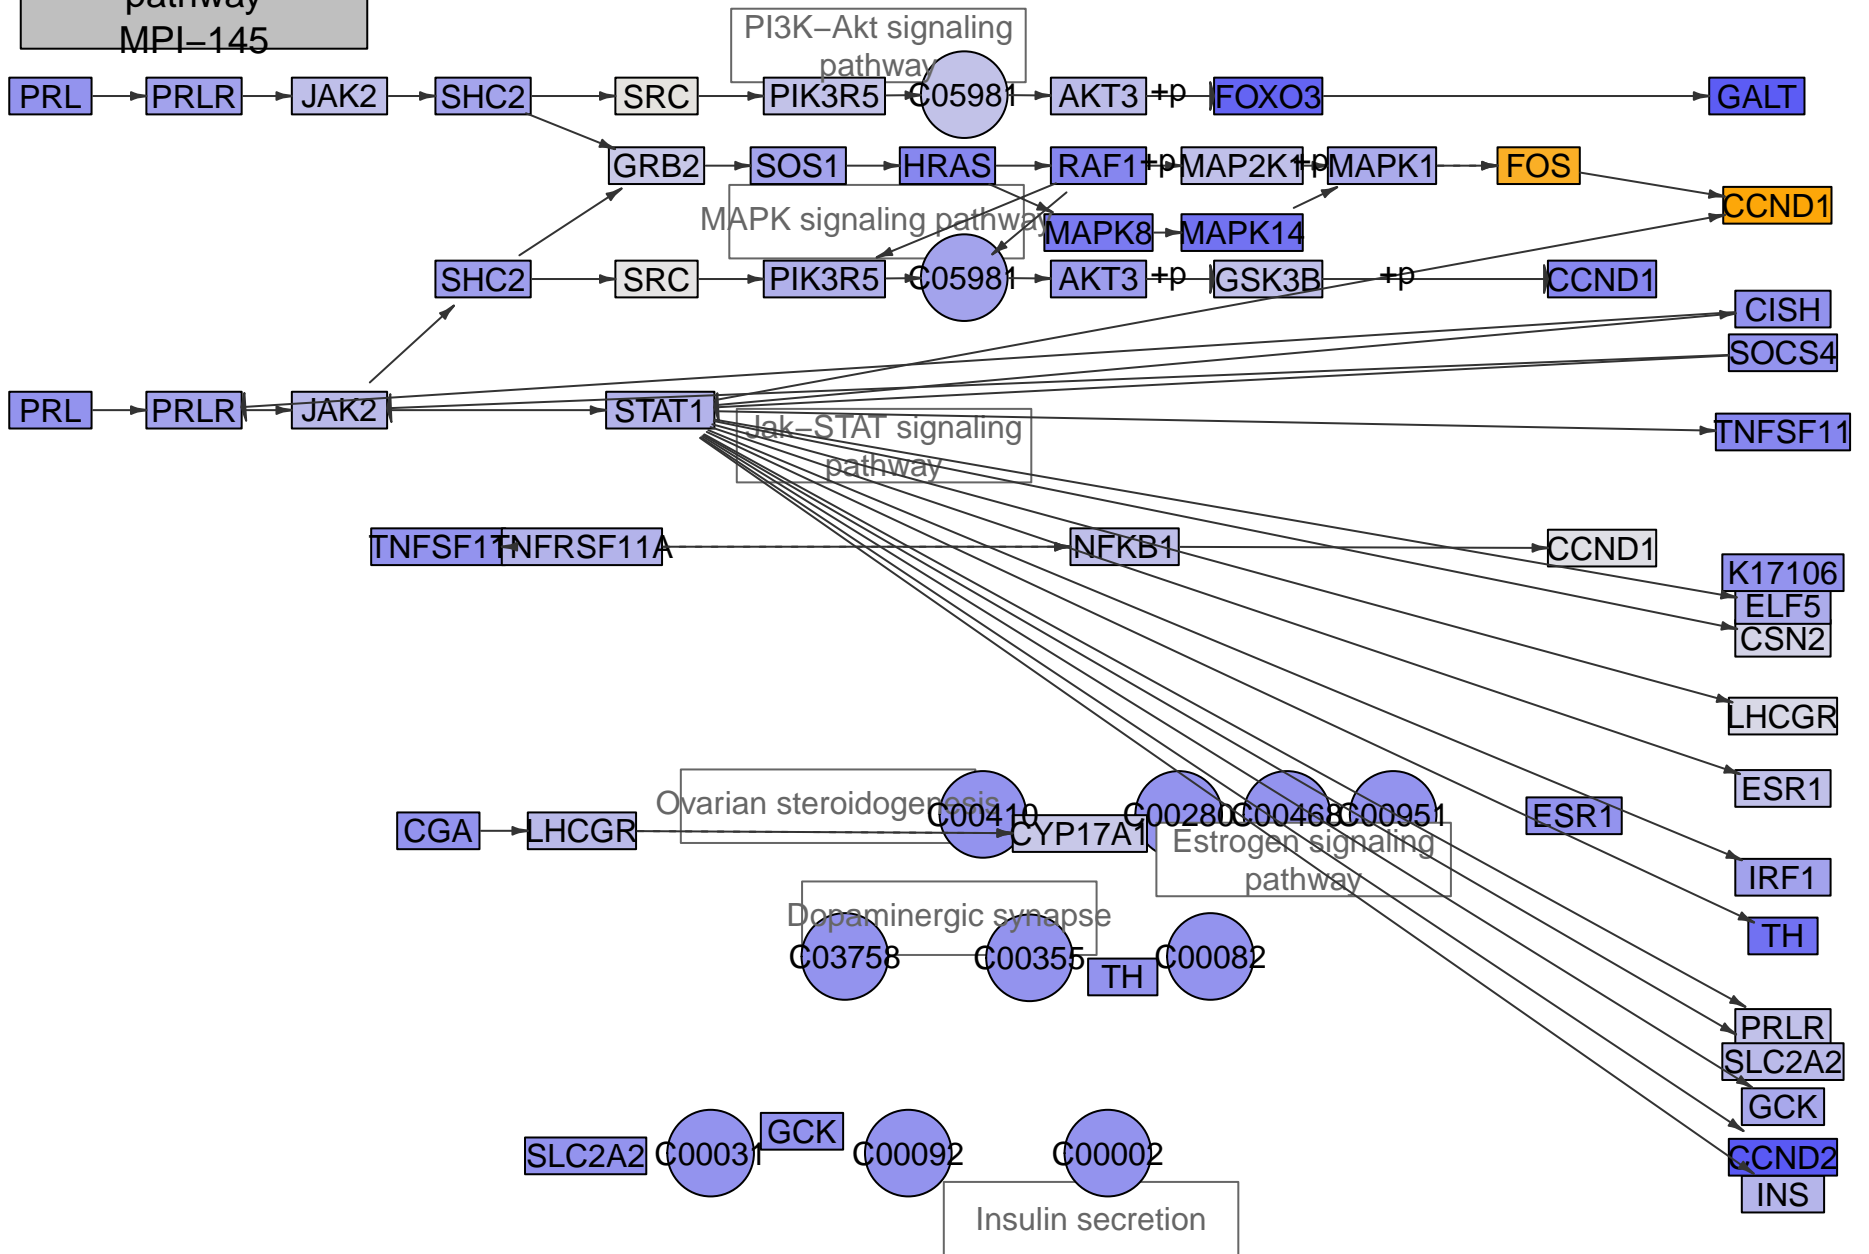 pathway
MPI−145
PI3K−Akt signaling
pathway
PRL
PRLR
JAK2
SHC2
SRC
PIK3R5
C05981
AKT3
+p
FOXO3
GALT
GRB2
SOS1
HRAS
RAF1
+p
MAP2K1
+p
MAPK1
FOS
CCND1
MAPK signaling pathway
MAPK8
MAPK14
SHC2
SRC
PIK3R5
C05981
AKT3
+p
GSK3B
+p
CCND1
CISH
SOCS4
PRL
PRLR
JAK2
STAT1
Jak−STAT signaling
pathway
TNFSF11
TNFSF11
TNFRSF11A
NFKB1
CCND1
K17106
ELF5
CSN2
LHCGR
ESR1
Ovarian steroidogenesis
C00410
C00280
C00468
C00951
ESR1
CGA
LHCGR
CYP17A1
Estrogen signaling
pathway
IRF1
Dopaminergic synapse
TH
C03758
C00355
TH
C00082
PRLR
SLC2A2
GCK
SLC2A2
C00031
GCK
C00092
C00002
CCND2
INS
Insulin secretion